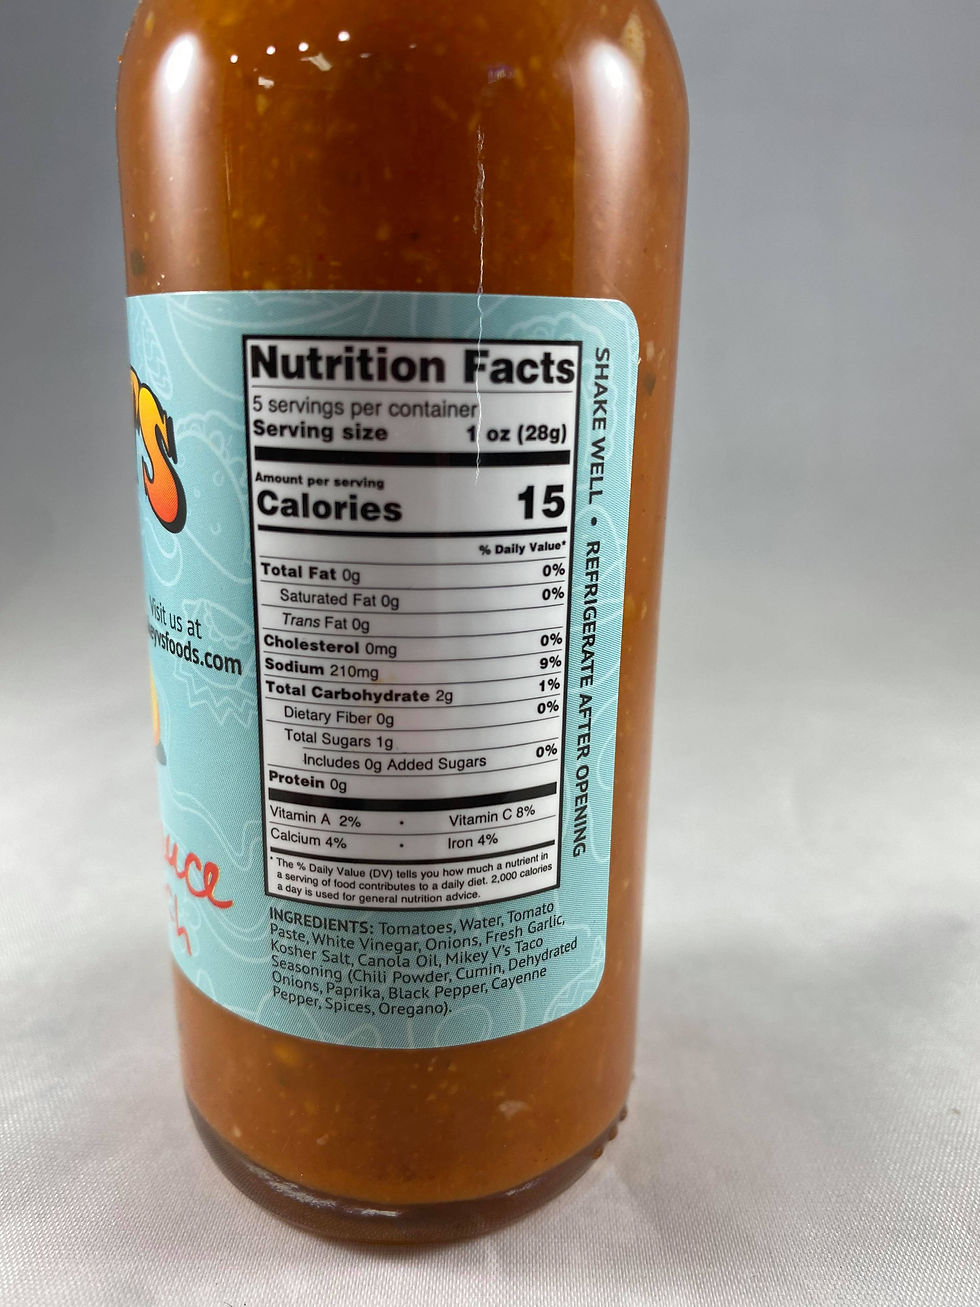 Nutrition Facts
5 servings per container
Serving size 1 oz (28g)
Amount per serving
Calories 15
% Daily Value*
Total Fat 0g 0%
Saturated Fat 0g 0%
Trans Fat 0g
Cholesterol 0mg 0%
Sodium 210mg 9%
Total Carbohydrate 2g 1%
Dietary Fiber 0g 0%
Total Sugars 1g
Includes 0g Added Sugars 0%
Protein 0g
Vitamin A 2% • Vitamin C 8%
Calcium 4% • Iron 4%
* The % Daily Value (DV) tells you how much a nutrient in
a serving of food contributes to a daily diet. 2,000 calories
a day is used for general nutrition advice.
INGREDIENTS: Tomatoes, Water, Tomato
Paste, White Vinegar, Onions, Fresh Garlic,
Kosher Salt, Canola Oil, Mikey V's Taco
Seasoning (Chili Powder, Cumin, Dehydrated
Onions, Paprika, Black Pepper, Cayenne
Pepper, Spices, Oregano).
SHAKE WELL • REFRIGERATE AFTER OPENING
'S
Visit us at
eyvsfoods.com
uce
ch